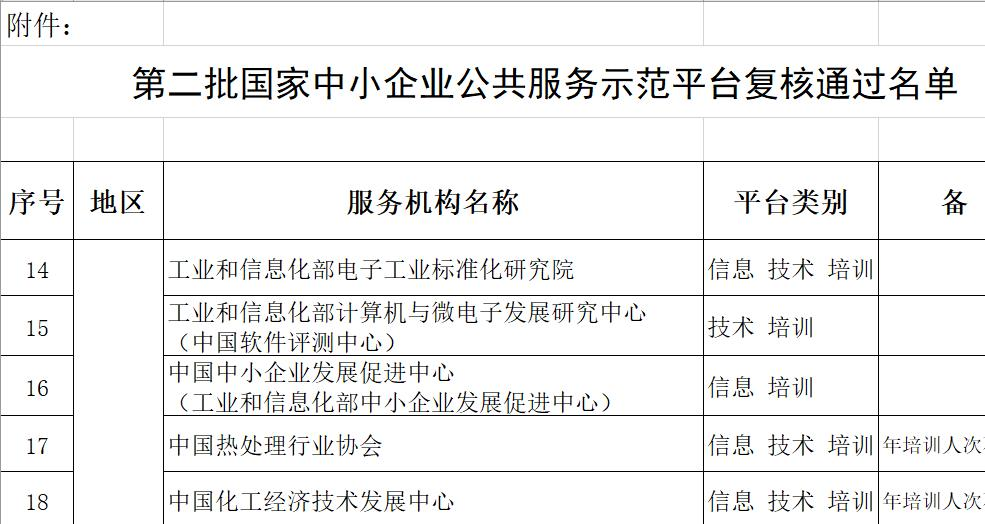 附件：
第二批国家中小企业公共服务示范平台复核通过名单
序号 地区 服务机构名称 平台类别 备
14 工业和信息化部电子工业标准化研究院 信息 技术 培训
15 工业和信息化部计算机与微电子发展研究中心
（中国软件评测中心） 技术 培训
16 中国中小企业发展促进中心
（工业和信息化部中小企业发展促进中心） 信息 培训
17 中国热处理行业协会 信息 技术 培训 年培训人次
18 中国化工经济技术发展中心 信息 技术 培训 年培训人次